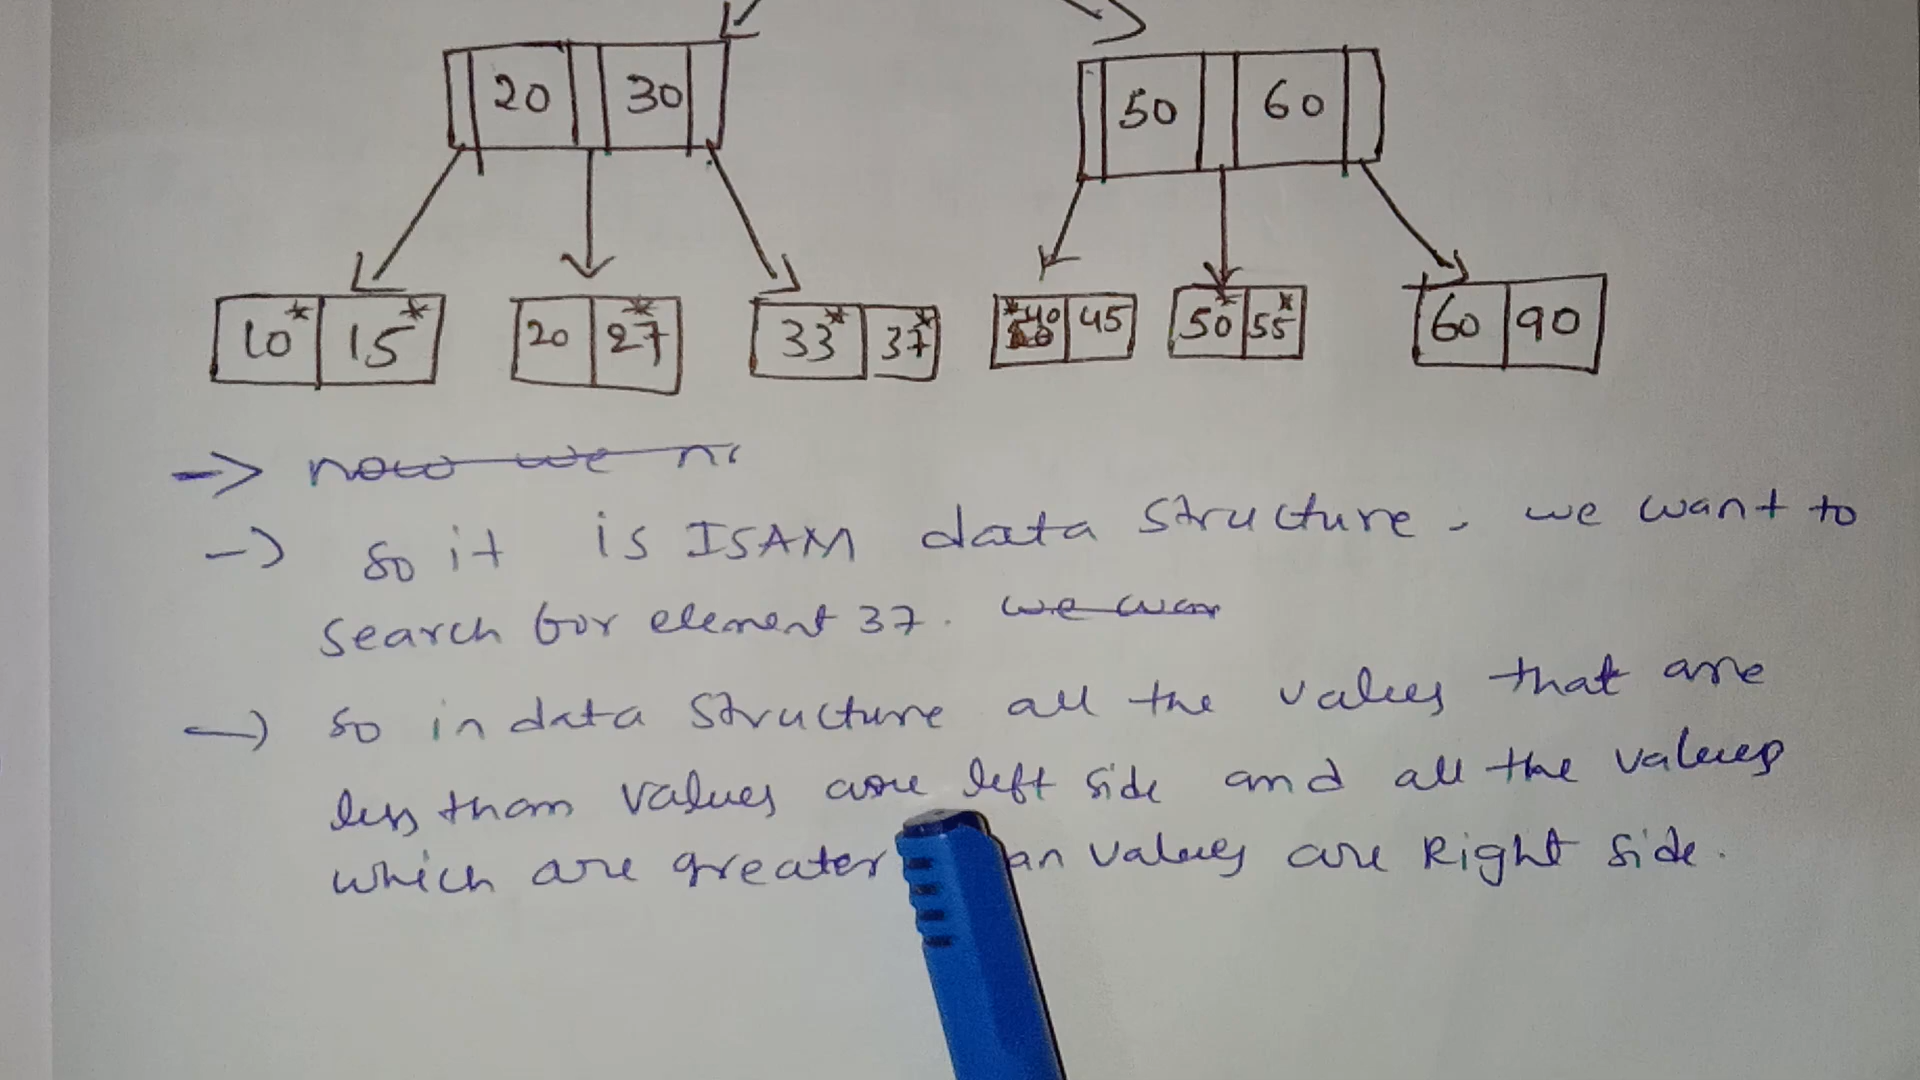 20 30 50 60
10* 15* 20 27* 33* 37* *40 45 50* 55* 60 90
-> now we
-> so it is ISAM data structure. we want to
search for element 37. we
-> so in data structure all the values that are
less than values are left side and all the values
which are greater values are Right side.